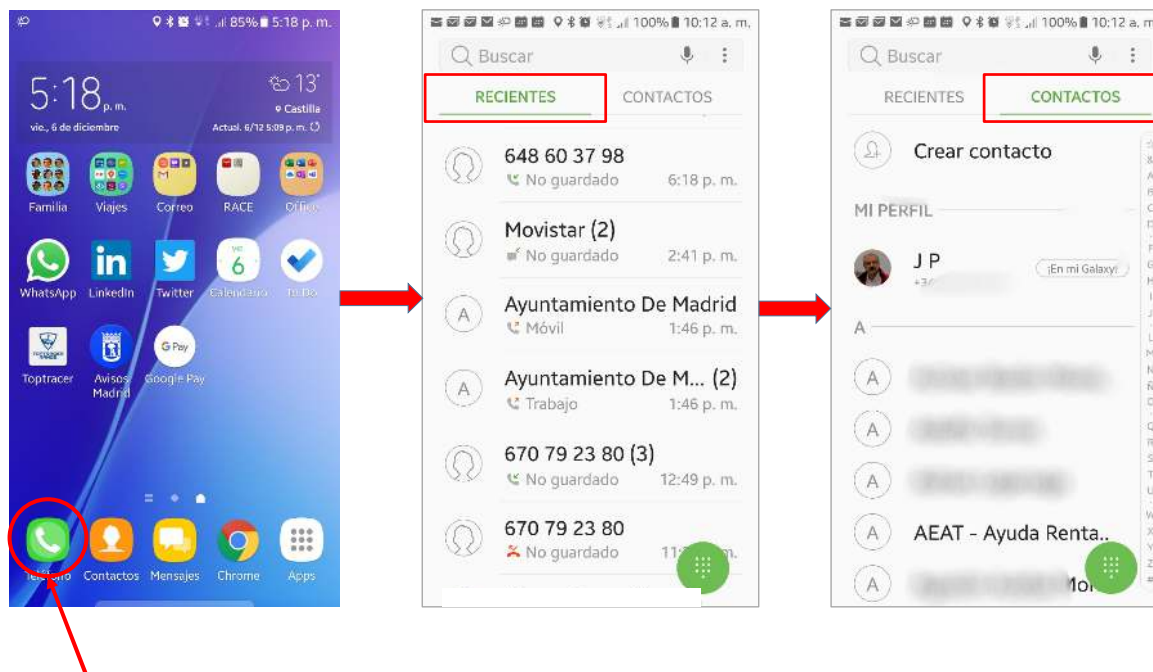 85% 5:18 p. m.
5:18 p. m.
13°
Castilla
vie., 6 de diciembre
Actual. 6/12 5:09 p. m.
Familia Viajes Correo RACE Office
in
VIE.
6
WhatsApp LinkedIn Twitter Calendario To Do
G Pay
Toptracer Avisos Madrid Google Pay
Teléfono Contactos Mensajes Chrome Apps
100% 10:12 a. m.
Buscar
RECIENTES CONTACTOS
648 60 37 98
No guardado 6:18 p. m.
Movistar (2)
No guardado 2:41 p. m.
A
Ayuntamiento De Madrid
Móvil 1:46 p. m.
A
Ayuntamiento De M... (2)
Trabajo 1:46 p. m.
670 79 23 80 (3)
No guardado 12:49 p. m.
670 79 23 80
No guardado
100% 10:12 a. m
Buscar
RECIENTES CONTACTOS
Crear contacto
MI PERFIL
J P
¡En mi Galaxy!
A
A
A
A
A
AEAT - Ayuda Renta..
A